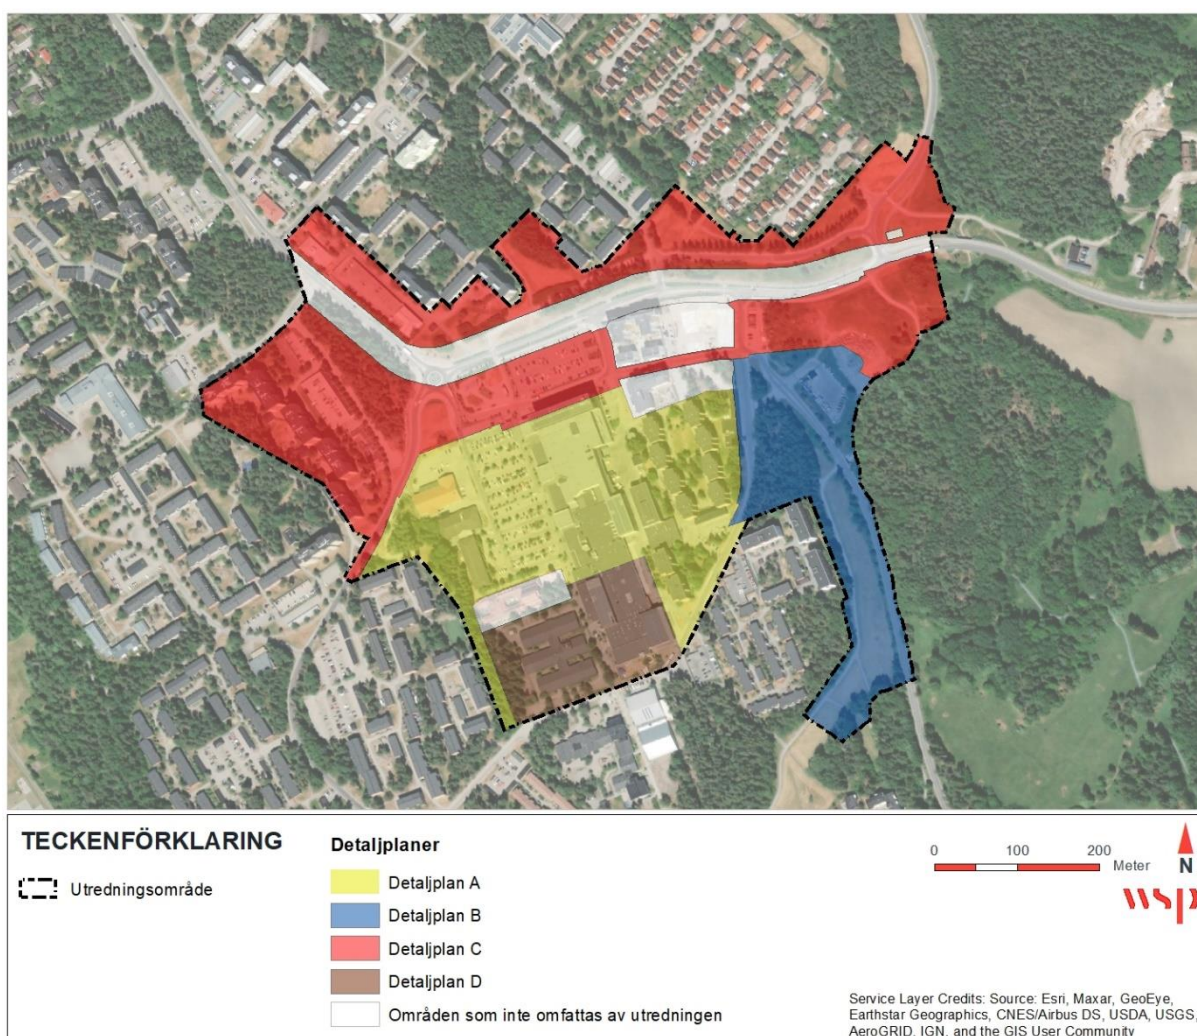 TECKENFÖRKLARING
Utredningsområde
Detaljplaner
Detaljplan A
Detaljplan B
Detaljplan C
Detaljplan D
Områden som inte omfattas av utredningen
0 100 200
Meter
N
wsp
Service Layer Credits: Source: Esri, Maxar, GeoEye,
Earthstar Geographics, CNES/Airbus DS, USDA, USGS,
AeroGRID, IGN, and the GIS User Community